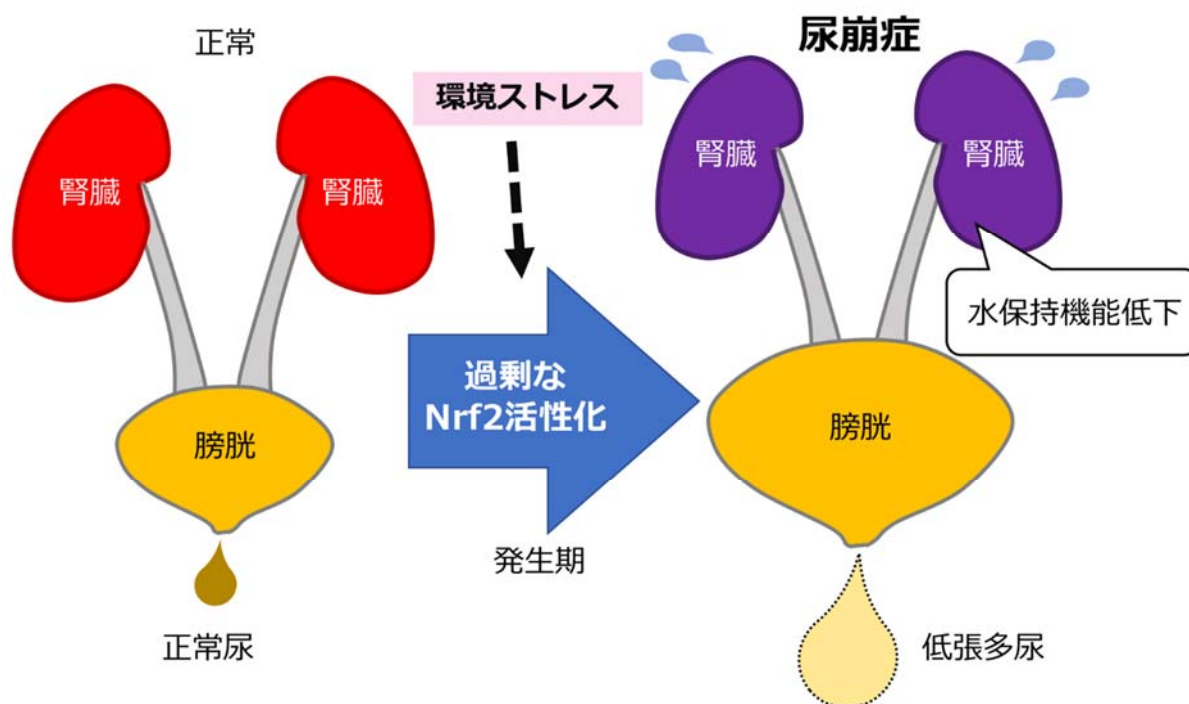 正常
腎臓
腎臓
膀胱
正常尿
環境ストレス
過剰な
Nrf2活性化
発生期
尿崩症
腎臓
腎臓
水保持機能低下
膀胱
低張多尿